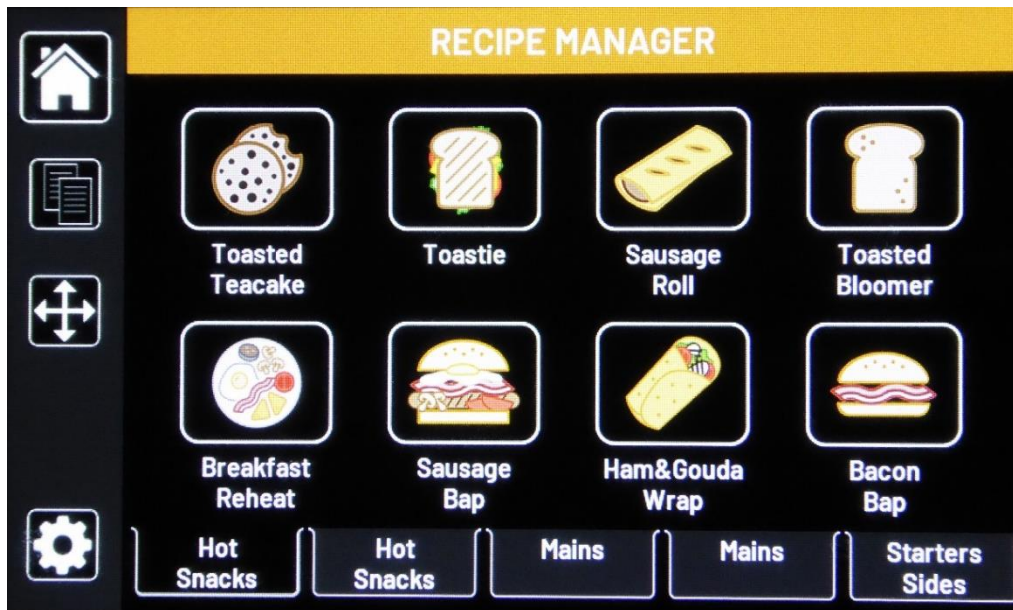 RECIPE MANAGER
Toasted
Teacake
Toastie
Sausage
Roll
Toasted
Bloomer
Breakfast
Reheat
Sausage
Bap
Ham&Gouda
Wrap
Bacon
Bap
Hot
Snacks
Hot
Snacks
Mains
Mains
Starters
Sides